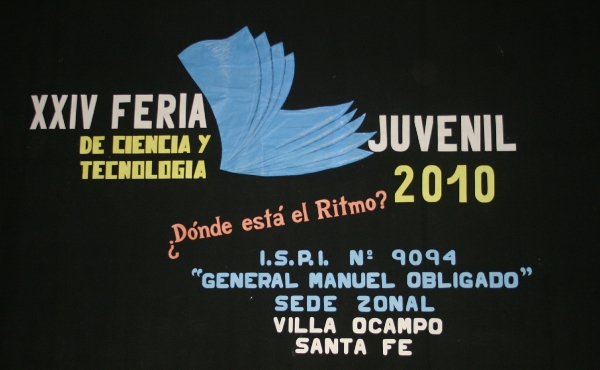 XXIV FERIA
DE CIENCIA Y
TECNOLOGIA
JUVENIL
2010
¿Dónde está el Ritmo?
I.S.P.I. Nº 9094
"GENERAL MANUEL OBLIGADO"
SEDE ZONAL
VILLA OCAMPO
SANTA FE